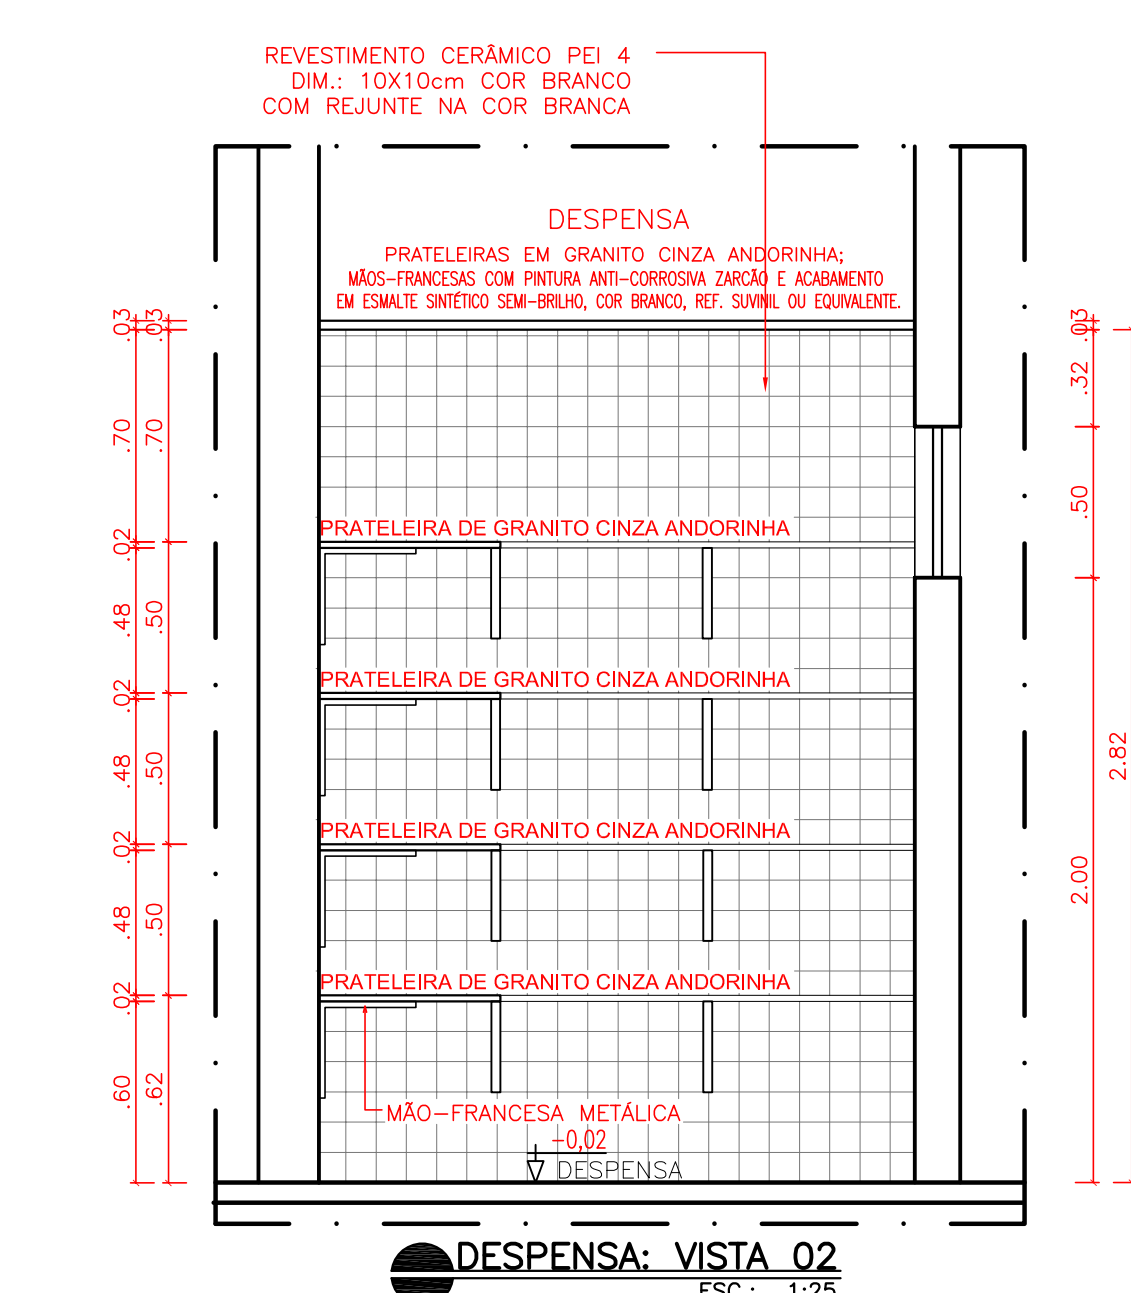 REVESTIMENTO CERÂMICO PEI 4
DIM.: 10X10cm COR BRANCO
COM REJUNTE NA COR BRANCA
DESPENSA
PRATELEIRAS EM GRANITO CINZA ANDORINHA;
MÃOS-FRANCESAS COM PINTURA ANTI-CORROSIVA ZARCÃO E ACABAMENTO
EM ESMALTE SINTÉTICO SEMI-BRILHO, COR BRANCO, REF. SUVINIL OU EQUIVALENTE.
.03
.03
.03
.32
.70
.70
.50
PRATELEIRA DE GRANITO CINZA ANDORINHA
.02
.48
.50
PRATELEIRA DE GRANITO CINZA ANDORINHA
.02
.48
.50
2.82
PRATELEIRA DE GRANITO CINZA ANDORINHA
.02
.48
.50
2.00
PRATELEIRA DE GRANITO CINZA ANDORINHA
.02
.60
.62
MÃO-FRANCESA METÁLICA
-0,02
DESPENSA
DESPENSA: VISTA 02
ESC.: 1:25